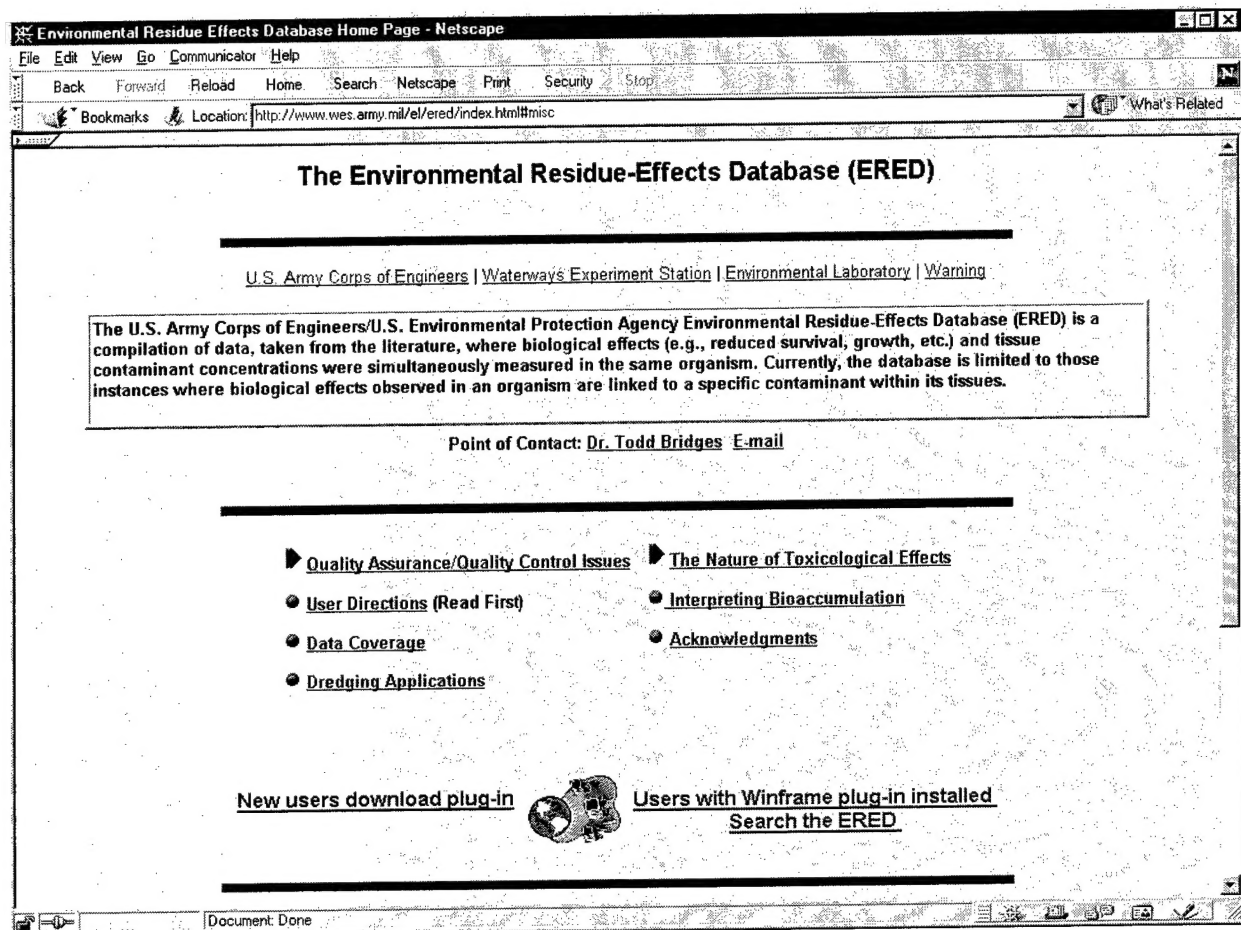 Environmental Residue Effects Database Home Page - Netscape
File Edit View Go Communicator Help
Back Forward Reload Home Search Netscape Print Security Stop
Bookmarks Location: http://www.wes.army.mil/el/ered/index.html#misc What's Related
The Environmental Residue-Effects Database (ERED)
U.S. Army Corps of Engineers | Waterways Experiment Station | Environmental Laboratory | Warning
The U.S. Army Corps of Engineers/U.S. Environmental Protection Agency Environmental Residue-Effects Database (ERED) is a
compilation of data, taken from the literature, where biological effects (e.g., reduced survival, growth, etc.) and tissue
contaminant concentrations were simultaneously measured in the same organism. Currently, the database is limited to those
instances where biological effects observed in an organism are linked to a specific contaminant within its tissues.
Point of Contact: Dr. Todd Bridges E-mail
Quality Assurance/Quality Control Issues The Nature of Toxicological Effects
User Directions (Read First) Interpreting Bioaccumulation
Data Coverage Acknowledgments
Dredging Applications
New users download plug-in Users with Winframe plug-in installed
Search the ERED
Document: Done